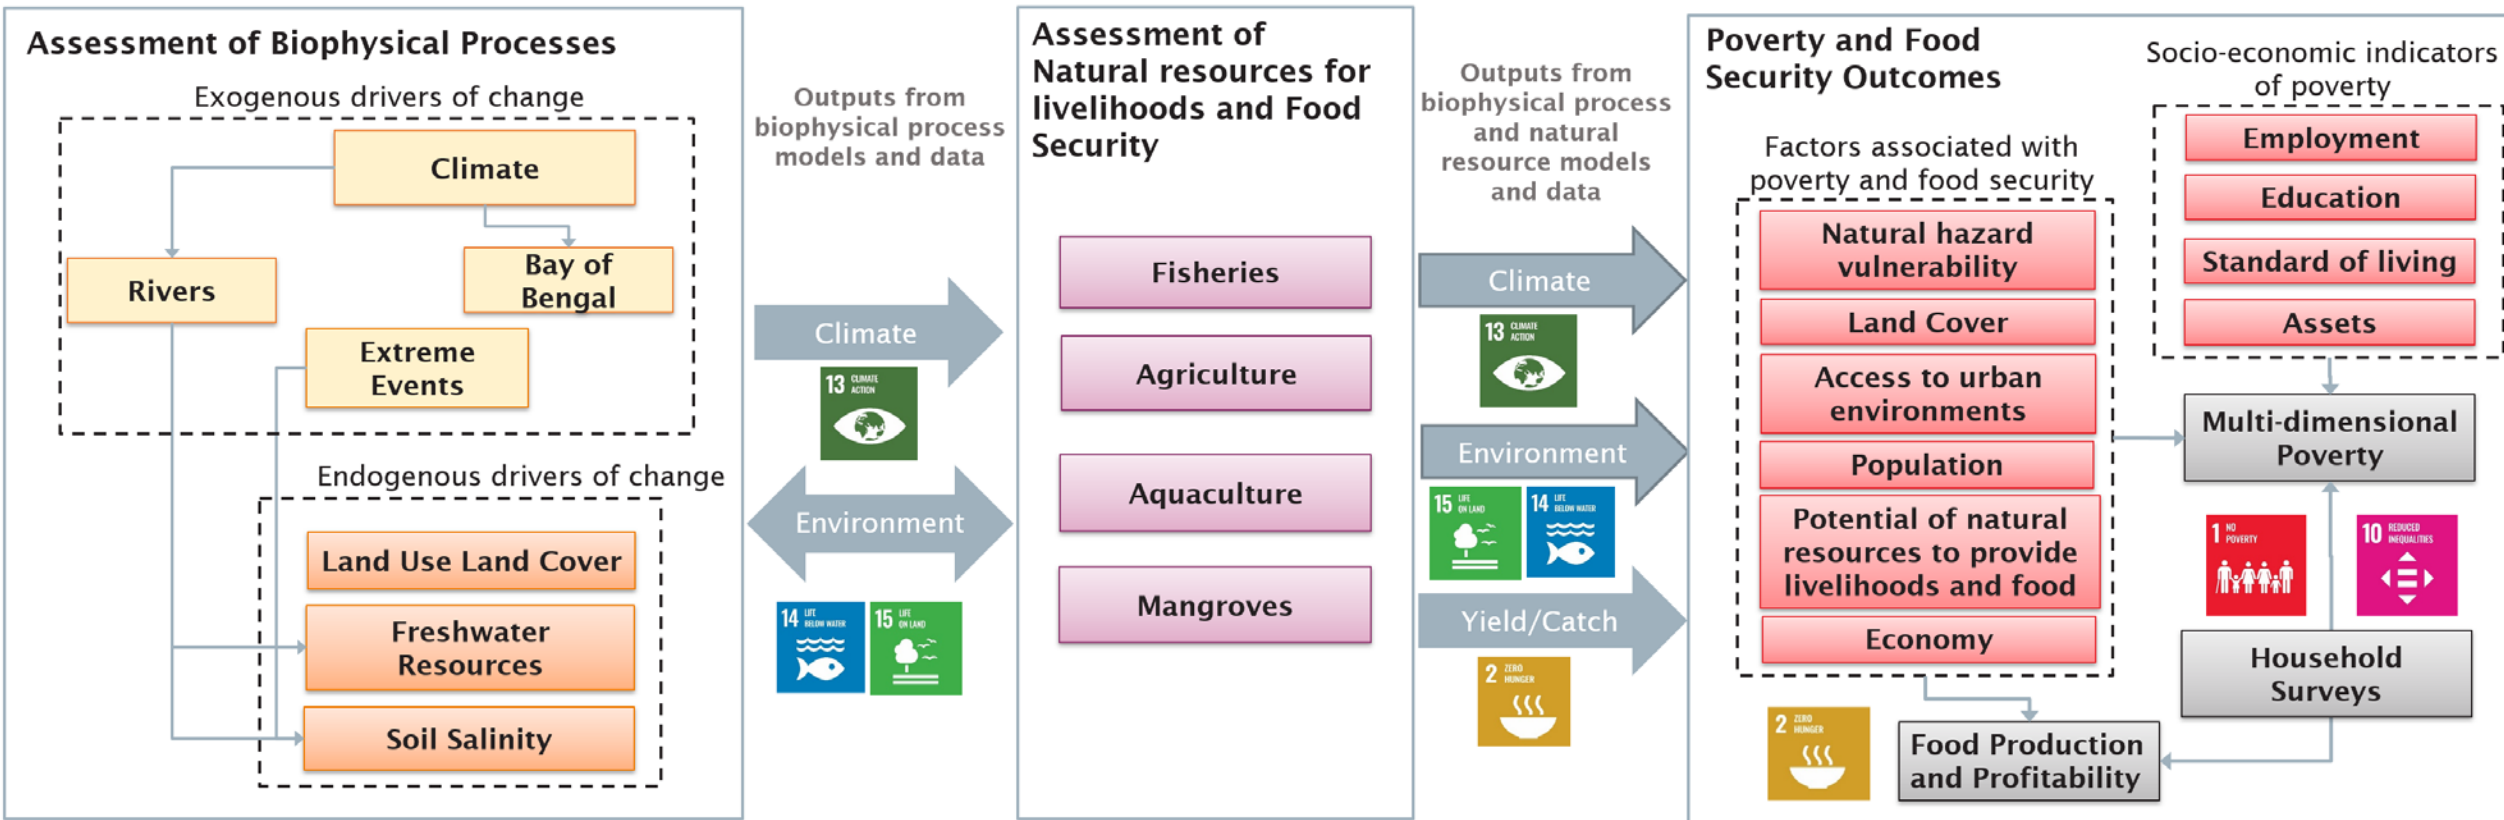 Assessment of Biophysical Processes
Exogenous drivers of change
Climate
Rivers
Bay of
Bengal
Extreme
Events
Endogenous drivers of change
Land Use Land Cover
Freshwater
Resources
Soil Salinity
Outputs from
biophysical process
models and data
Climate
13 CLIMATE
ACTION
Environment
14 LIFE
BELOW WATER
15 LIFE
ON LAND
Assessment of
Natural resources for
livelihoods and Food
Security
Fisheries
Agriculture
Aquaculture
Mangroves
Outputs from
biophysical process
and natural
resource models
and data
Climate
13 CLIMATE
ACTION
Environment
15 LIFE
ON LAND
14 LIFE
BELOW WATER
Yield/Catch
2 ZERO
HUNGER
Poverty and Food
Security Outcomes
Factors associated with
poverty and food security
Natural hazard
vulnerability
Land Cover
Access to urban
environments
Population
Potential of natural
resources to provide
livelihoods and food
Economy
Socio-economic indicators
of poverty
Employment
Education
Standard of living
Assets
Multi-dimensional
Poverty
1 NO
POVERTY
10 REDUCED
INEQUALITIES
Household
Surveys
2 ZERO
HUNGER
Food Production
and Profitability